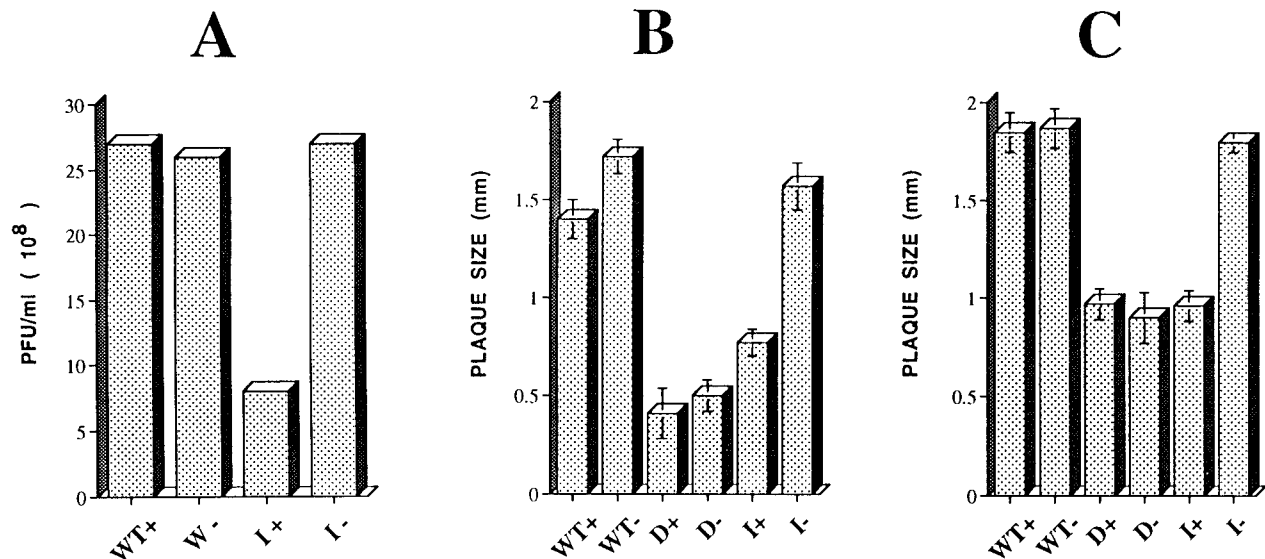 A
B
C
PFU/ml ( 10⁸ )
30
25
20
15
10
5
0
WT+
W -
I +
I -
PLAQUE SIZE (mm)
2
1.5
1
0.5
0
WT+
WT-
D+
D-
I+
I-
PLAQUE SIZE (mm)
2
1.5
1
0.5
0
WT+
WT-
D+
D-
I+
I-